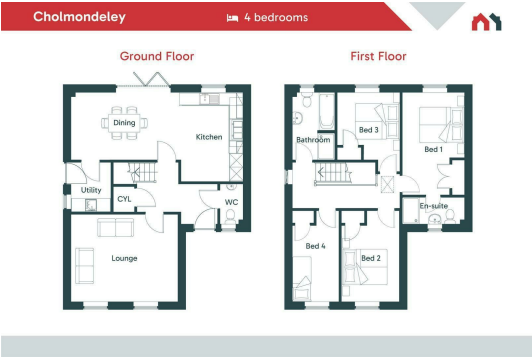 Cholmondeley
4 bedrooms
Ground Floor
First Floor
Dining
Kitchen
Utility
CYL
WC
Lounge
Bathroom
Bed 3
Bed 1
En-suite
Bed 4
Bed 2